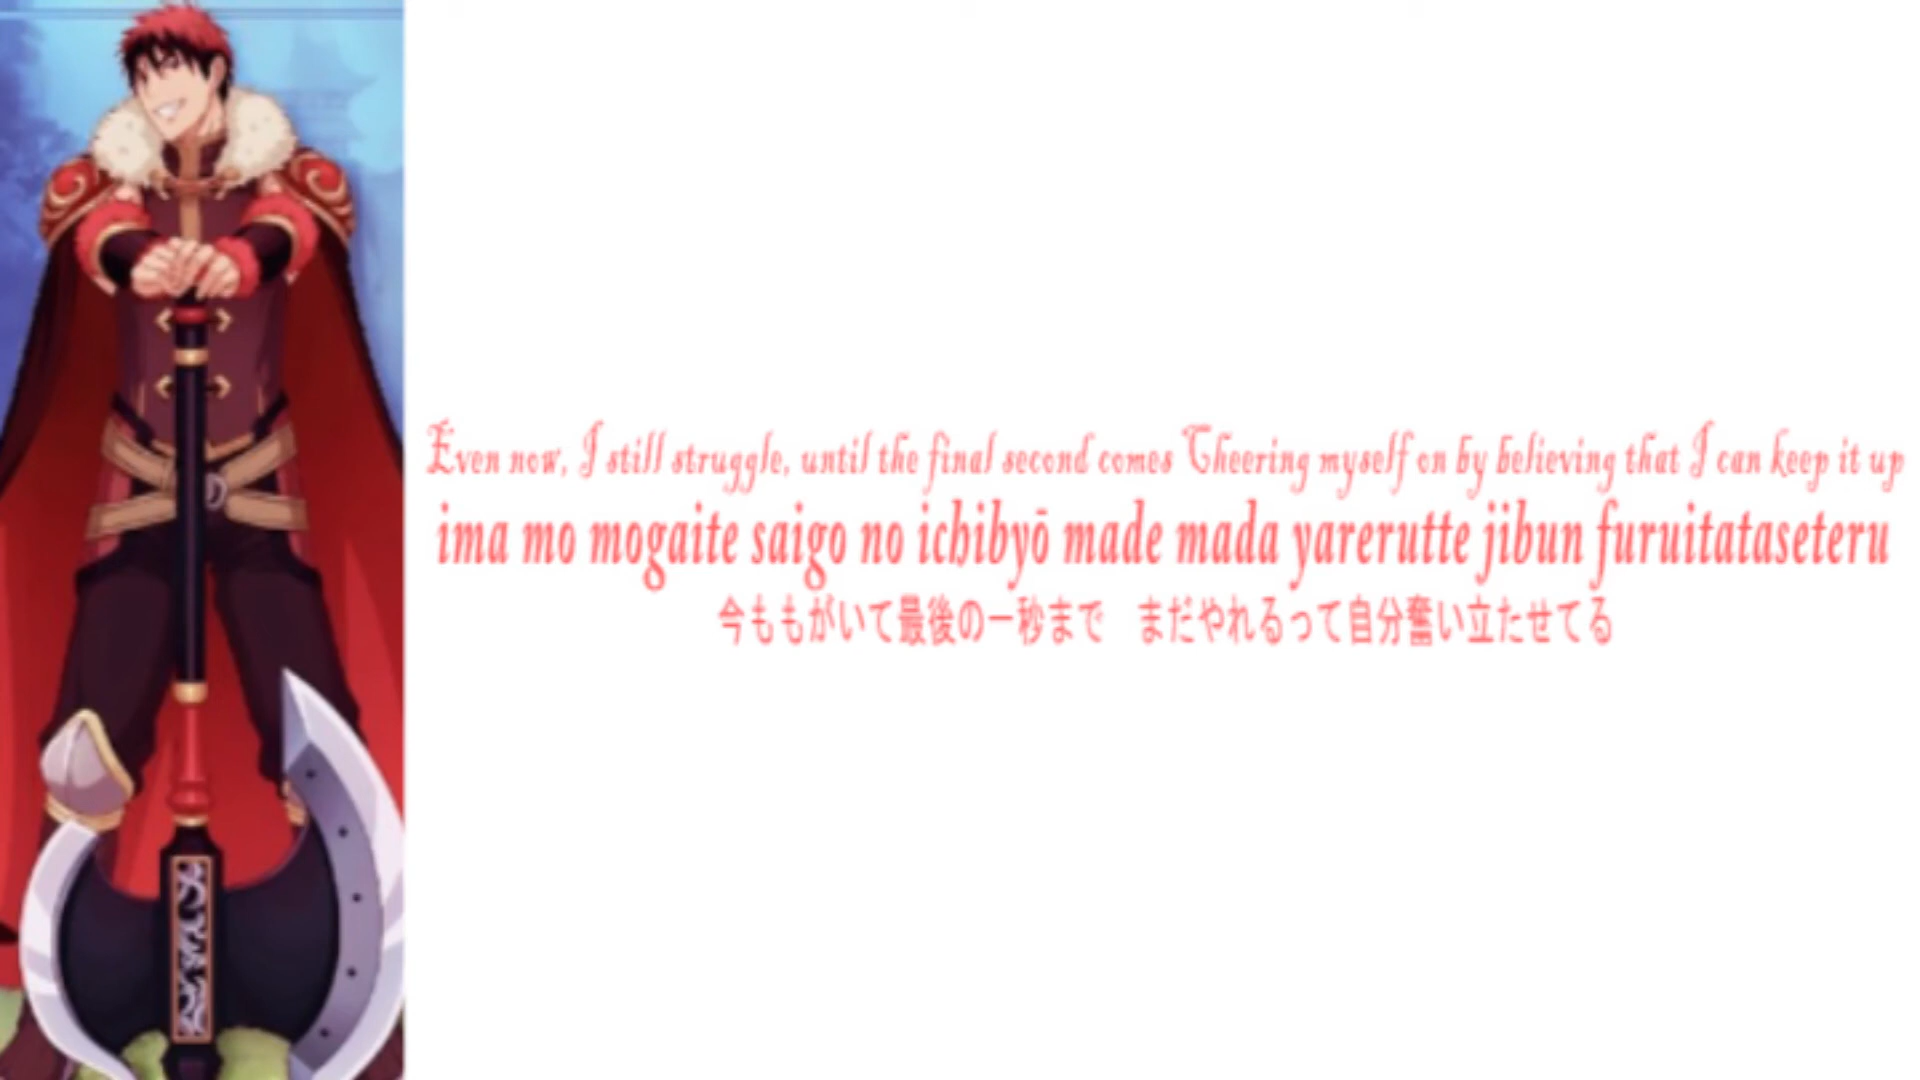 Even now, I still struggle, until the final second comes Cheering myself on by believing that I can keep it up
ima mo mogaite saigo no ichibyō made mada yarerutte jibun furuitataseteru
今ももがいて最後の一秒まで　まだやれるって自分奮い立たせてる